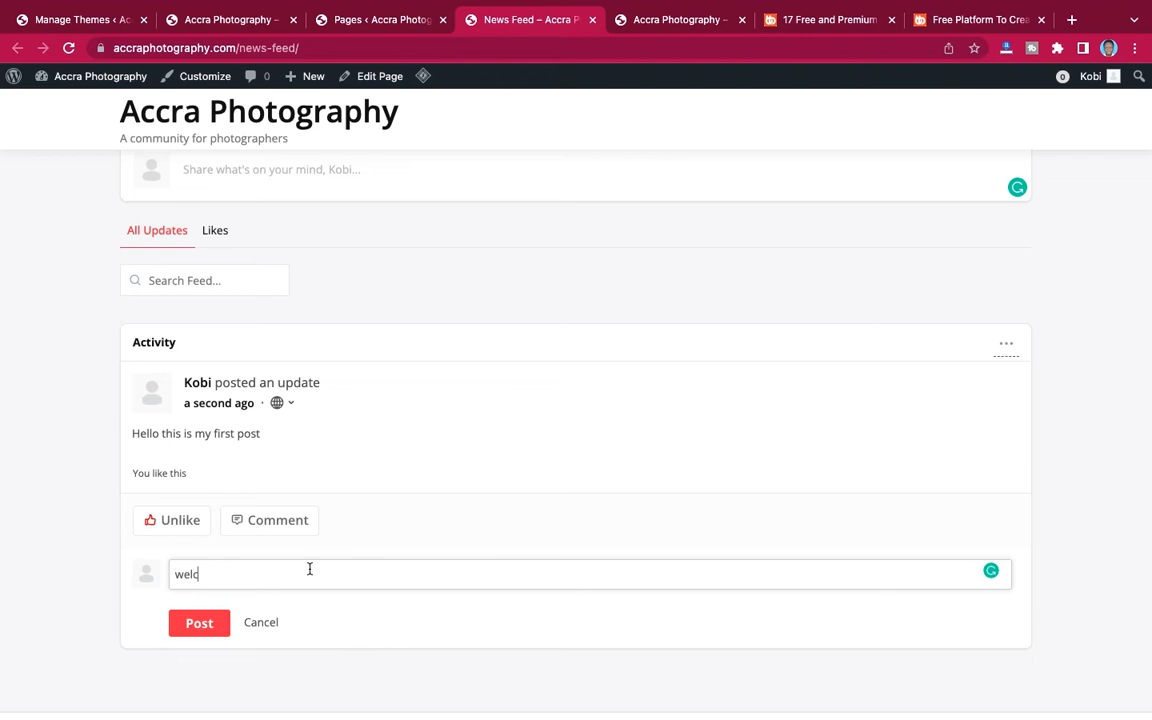 Manage Themes < Ac
Accra Photography –
Pages < Accra Photog
News Feed – Accra P
Accra Photography –
17 Free and Premium
Free Platform To Crea
accraphotography.com/news-feed/
Accra Photography
Customize
0
New
Edit Page
0
Kobi
Accra Photography
A community for photographers
Share what's on your mind, Kobi...
All Updates
Likes
Search Feed...
Activity
Kobi posted an update
a second ago
Hello this is my first post
You like this
Unlike
Comment
welc
Post
Cancel